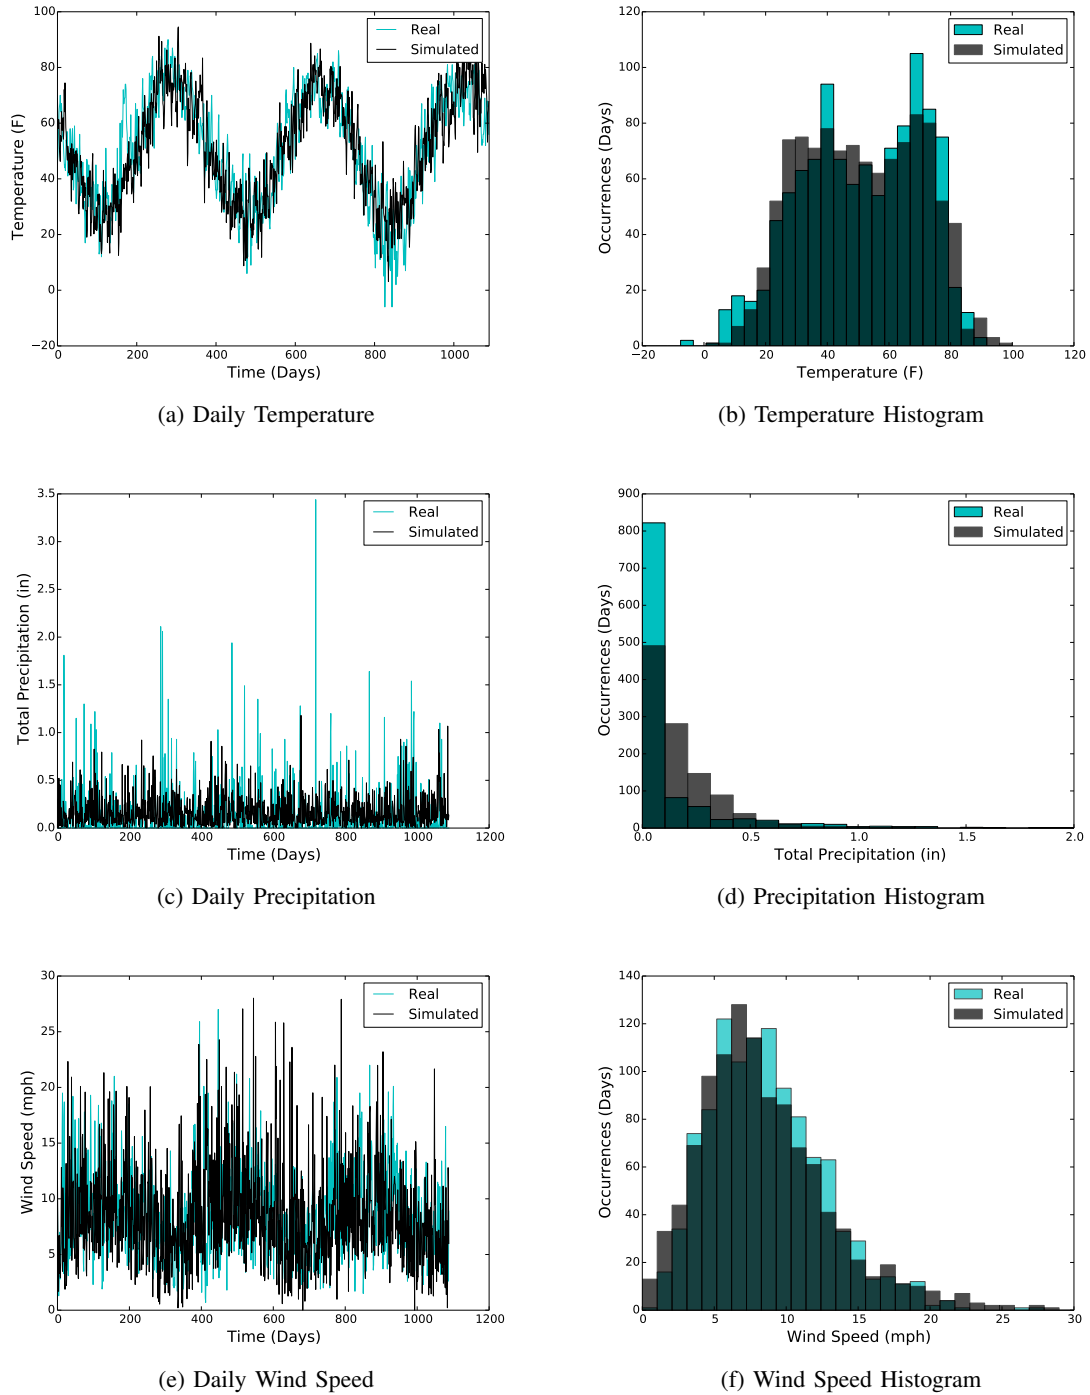 100
80
60
40
20
0
−20
Temperature (F)
Real
Simulated
0 200 400 600 800 1000
Time (Days)
(a) Daily Temperature
120
100
80
60
40
20
0
Occurrences (Days)
Real
Simulated
−20 0 20 40 60 80 100 120
Temperature (F)
(b) Temperature Histogram
3.5
3.0
2.5
2.0
1.5
1.0
0.5
0.0
Total Precipitation (in)
Real
Simulated
0 200 400 600 800 1000 1200
Time (Days)
(c) Daily Precipitation
900
800
700
600
500
400
300
200
100
0
Occurrences (Days)
Real
Simulated
0.0 0.5 1.0 1.5 2.0
Total Precipitation (in)
(d) Precipitation Histogram
30
25
20
15
10
5
0
Wind Speed (mph)
Real
Simulated
0 200 400 600 800 1000 1200
Time (Days)
(e) Daily Wind Speed
140
120
100
80
60
40
20
0
Occurrences (Days)
Real
Simulated
0 5 10 15 20 25 30
Wind Speed (mph)
(f) Wind Speed Histogram